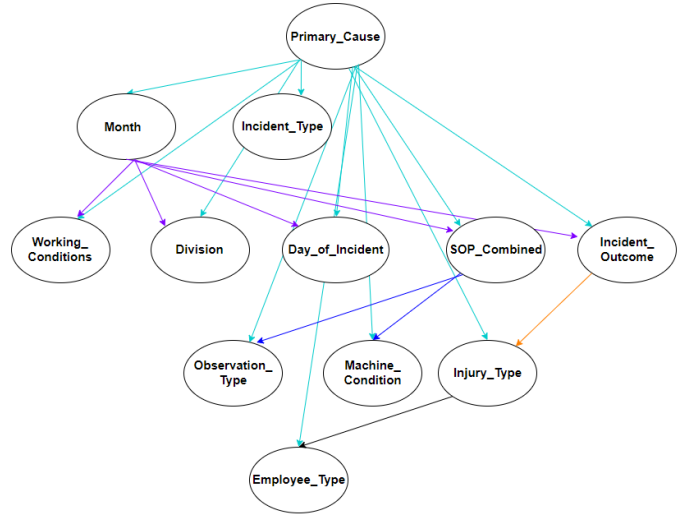 Primary_Cause
Month
Incident_Type
Working_
Conditions
Division
Day_of_Incident
SOP_Combined
Incident_
Outcome
Observation_
Type
Machine_
Condition
Injury_Type
Employee_Type